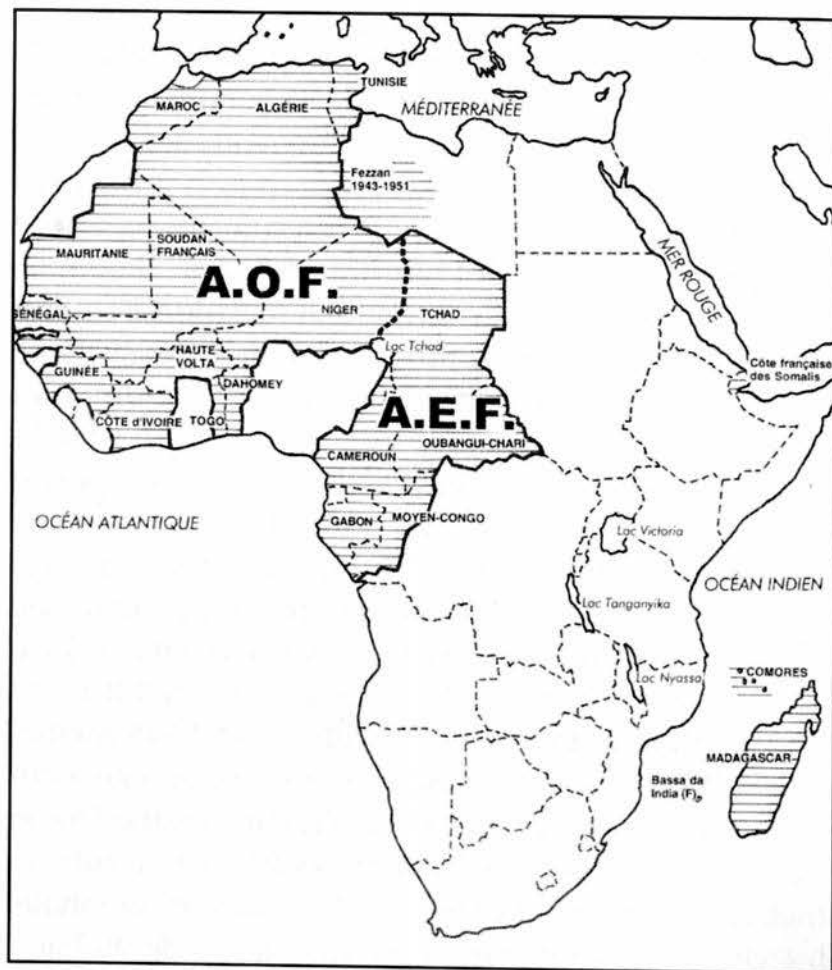 TUNISIE
MAROC
ALGÉRIE
MÉDITERRANÉE
Fezzan
1943-1951
MAURITANIE
SOUDAN
FRANÇAIS
A.O.F.
NIGER
TCHAD
MER ROUGE
SÉNÉGAL
Lac Tchad
HAUTE
VOLTA
GUINÉE
DAHOMEY
Côte française
des Somalis
CÔTE d'IVOIRE
TOGO
A.E.F.
OUBANGUI-CHARI
CAMEROUN
OCÉAN ATLANTIQUE
GABON
MOYEN-CONGO
Lac Victoria
OCÉAN INDIEN
Lac Tanganyika
Lac Nyassa
COMORES
MADAGASCAR
Bassa da
India (F)